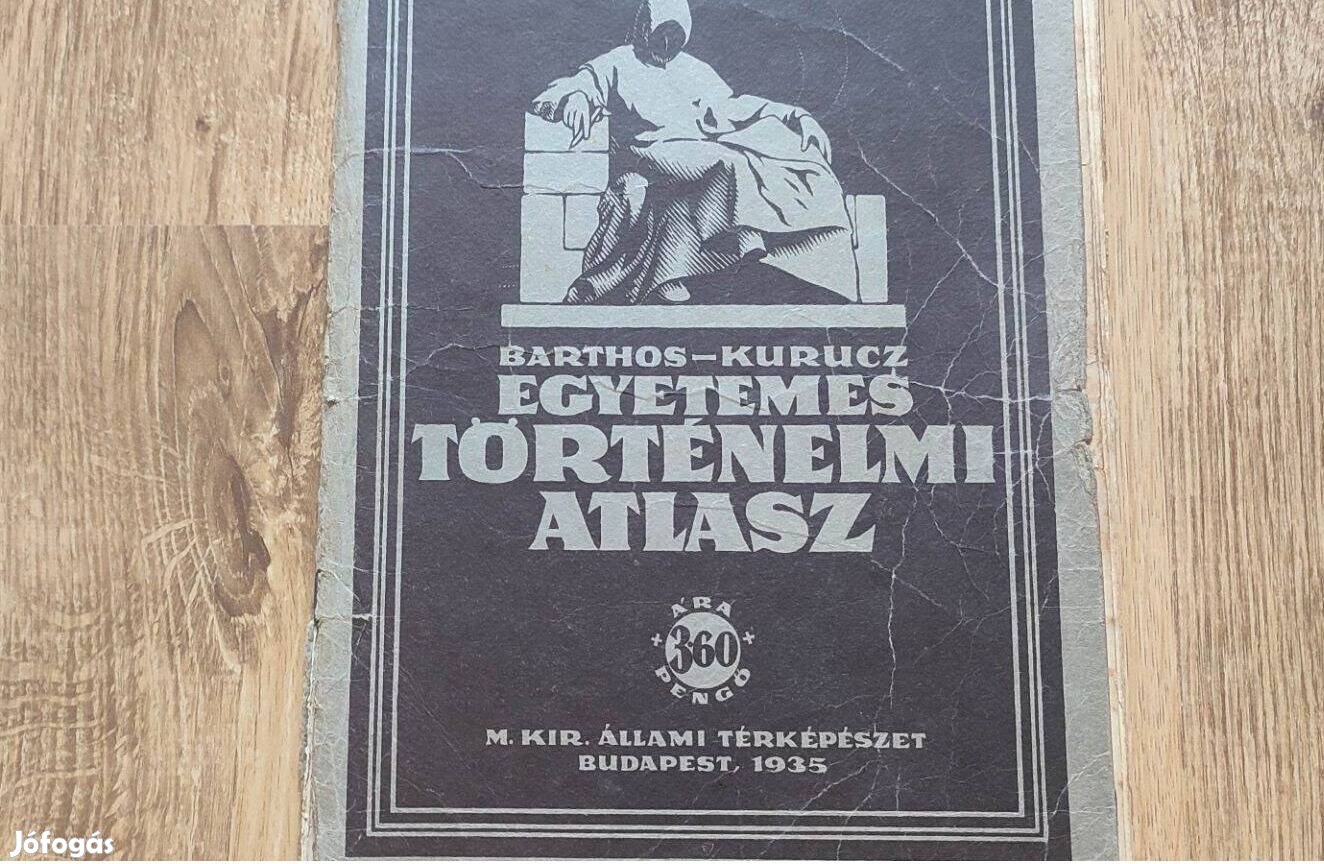 BARTHOS–KURUCZ
EGYETEMES
TÖRTÉNELMI
ATLASZ
ÁRA
3·60
PENGŐ
M. KIR. ÁLLAMI TÉRKÉPÉSZET
BUDAPEST, 1935
Jófogás